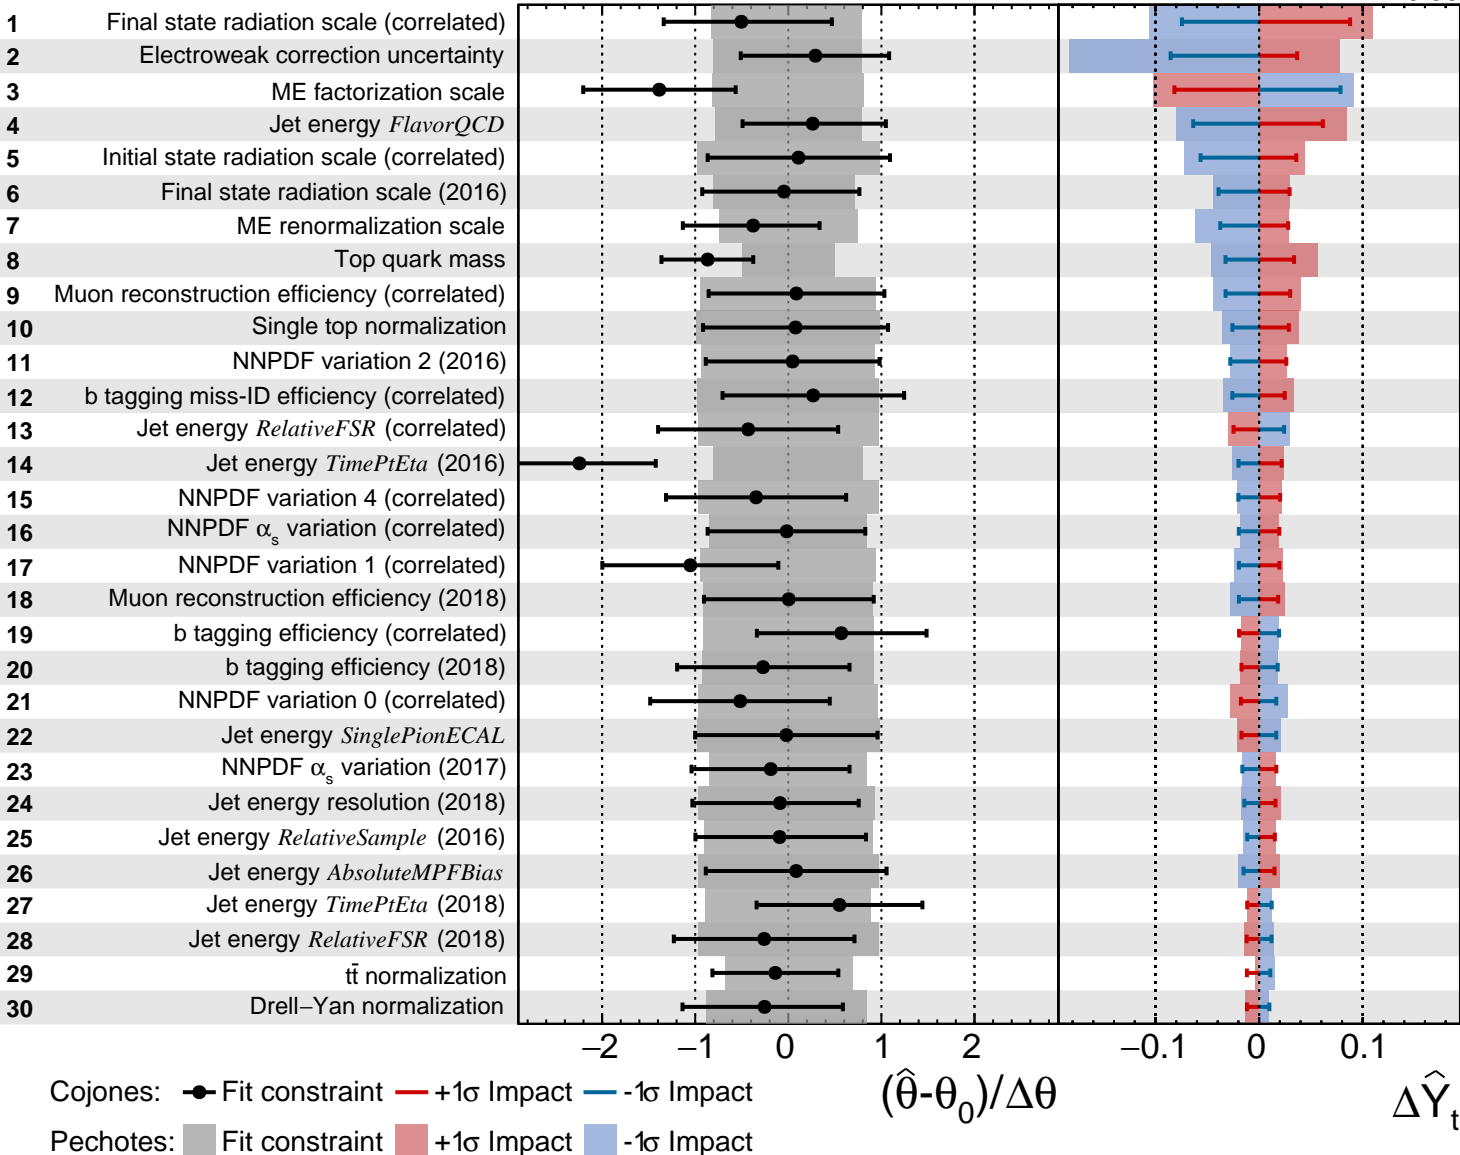 1 Final state radiation scale (correlated)
2 Electroweak correction uncertainty
3 ME factorization scale
4 Jet energy FlavorQCD
5 Initial state radiation scale (correlated)
6 Final state radiation scale (2016)
7 ME renormalization scale
8 Top quark mass
9 Muon reconstruction efficiency (correlated)
10 Single top normalization
11 NNPDF variation 2 (2016)
12 b tagging miss-ID efficiency (correlated)
13 Jet energy RelativeFSR (correlated)
14 Jet energy TimePtEta (2016)
15 NNPDF variation 4 (correlated)
16 NNPDF αs variation (correlated)
17 NNPDF variation 1 (correlated)
18 Muon reconstruction efficiency (2018)
19 b tagging efficiency (correlated)
20 b tagging efficiency (2018)
21 NNPDF variation 0 (correlated)
22 Jet energy SinglePionECAL
23 NNPDF αs variation (2017)
24 Jet energy resolution (2018)
25 Jet energy RelativeSample (2016)
26 Jet energy AbsoluteMPFBias
27 Jet energy TimePtEta (2018)
28 Jet energy RelativeFSR (2018)
29 tt̄ normalization
30 Drell–Yan normalization
−2 −1 0 1 2 −0.1 0 0.1
(θ̂-θ0)/Δθ ΔŶt
Cojones: Fit constraint +1σ Impact -1σ Impact
Pechotes: Fit constraint +1σ Impact -1σ Impact